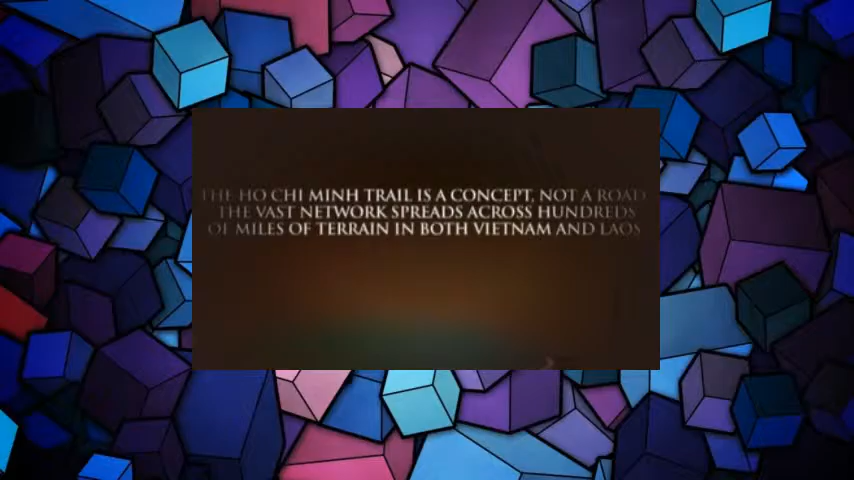 THE HO CHI MINH TRAIL IS A CONCEPT, NOT A ROAD
THE VAST NETWORK SPREADS ACROSS HUNDREDS
OF MILES OF TERRAIN IN BOTH VIETNAM AND LAOS